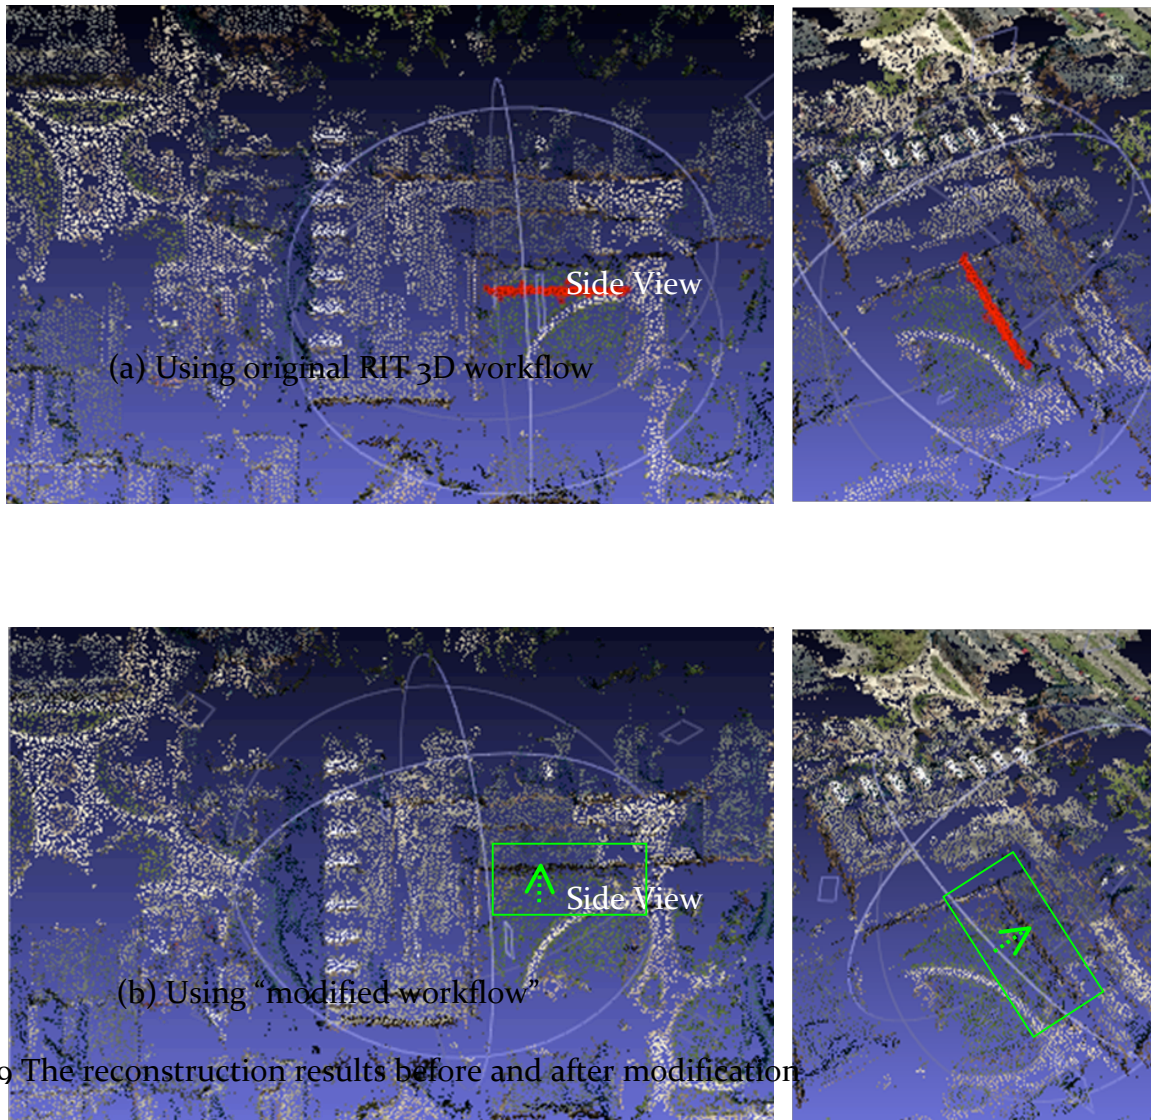 Side View
(a) Using original RIT 3D workflow
Side View
(b) Using “modified workflow”
9 The reconstruction results before and after modification